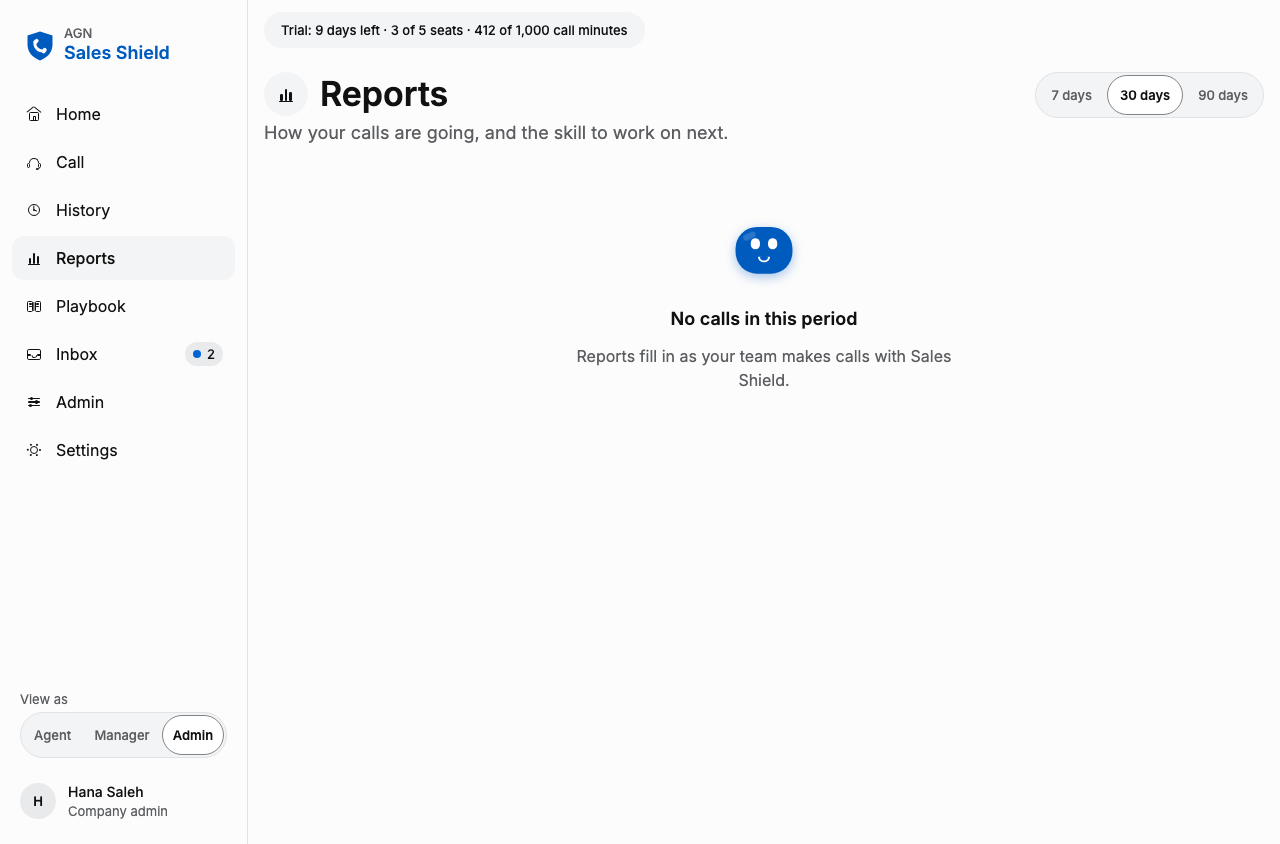 AGN
Sales Shield
Home
Call
History
Reports
Playbook
Inbox
2
Admin
Settings
View as
Agent
Manager
Admin
H
Hana Saleh
Company admin
Trial: 9 days left · 3 of 5 seats · 412 of 1,000 call minutes
Reports
How your calls are going, and the skill to work on next.
7 days
30 days
90 days
No calls in this period
Reports fill in as your team makes calls with Sales
Shield.